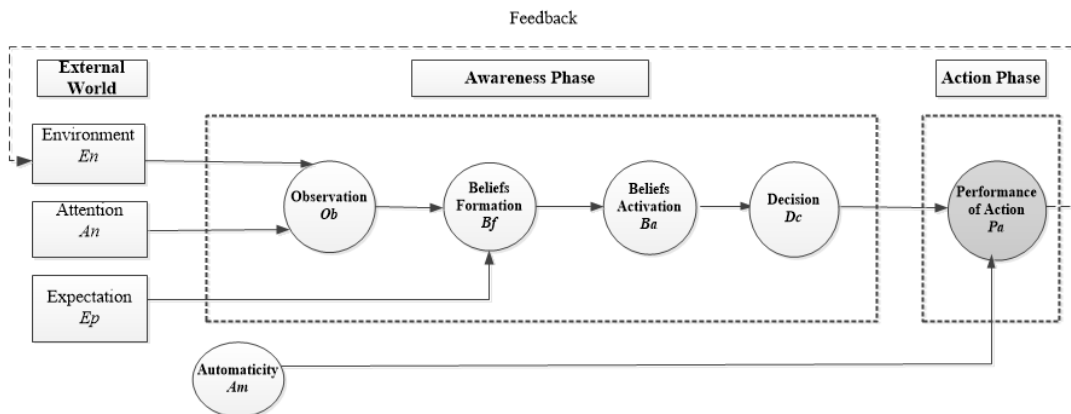 Feedback
External
World
Awareness Phase
Action Phase
Environment
En
Attention
An
Expectation
Ep
Observation
Ob
Beliefs
Formation
Bf
Beliefs
Activation
Ba
Decision
Dc
Performance
of Action
Pa
Automaticity
Am